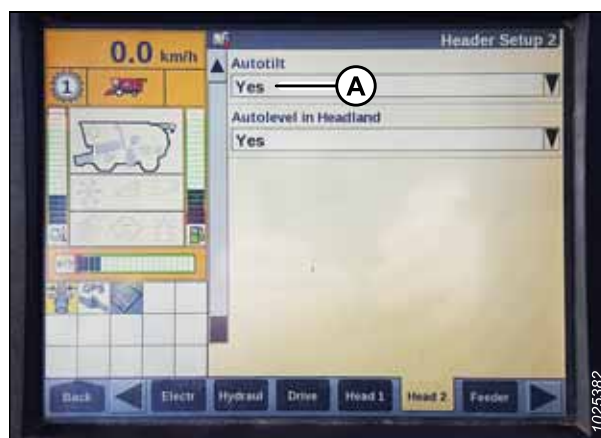 0.0 km/h
Header Setup 2
Autotilt
1
Yes
A
Autolevel in Headland
Yes
Back
Electr
Hydraul
Drive
Head 1
Head 2
Feeder
1025382